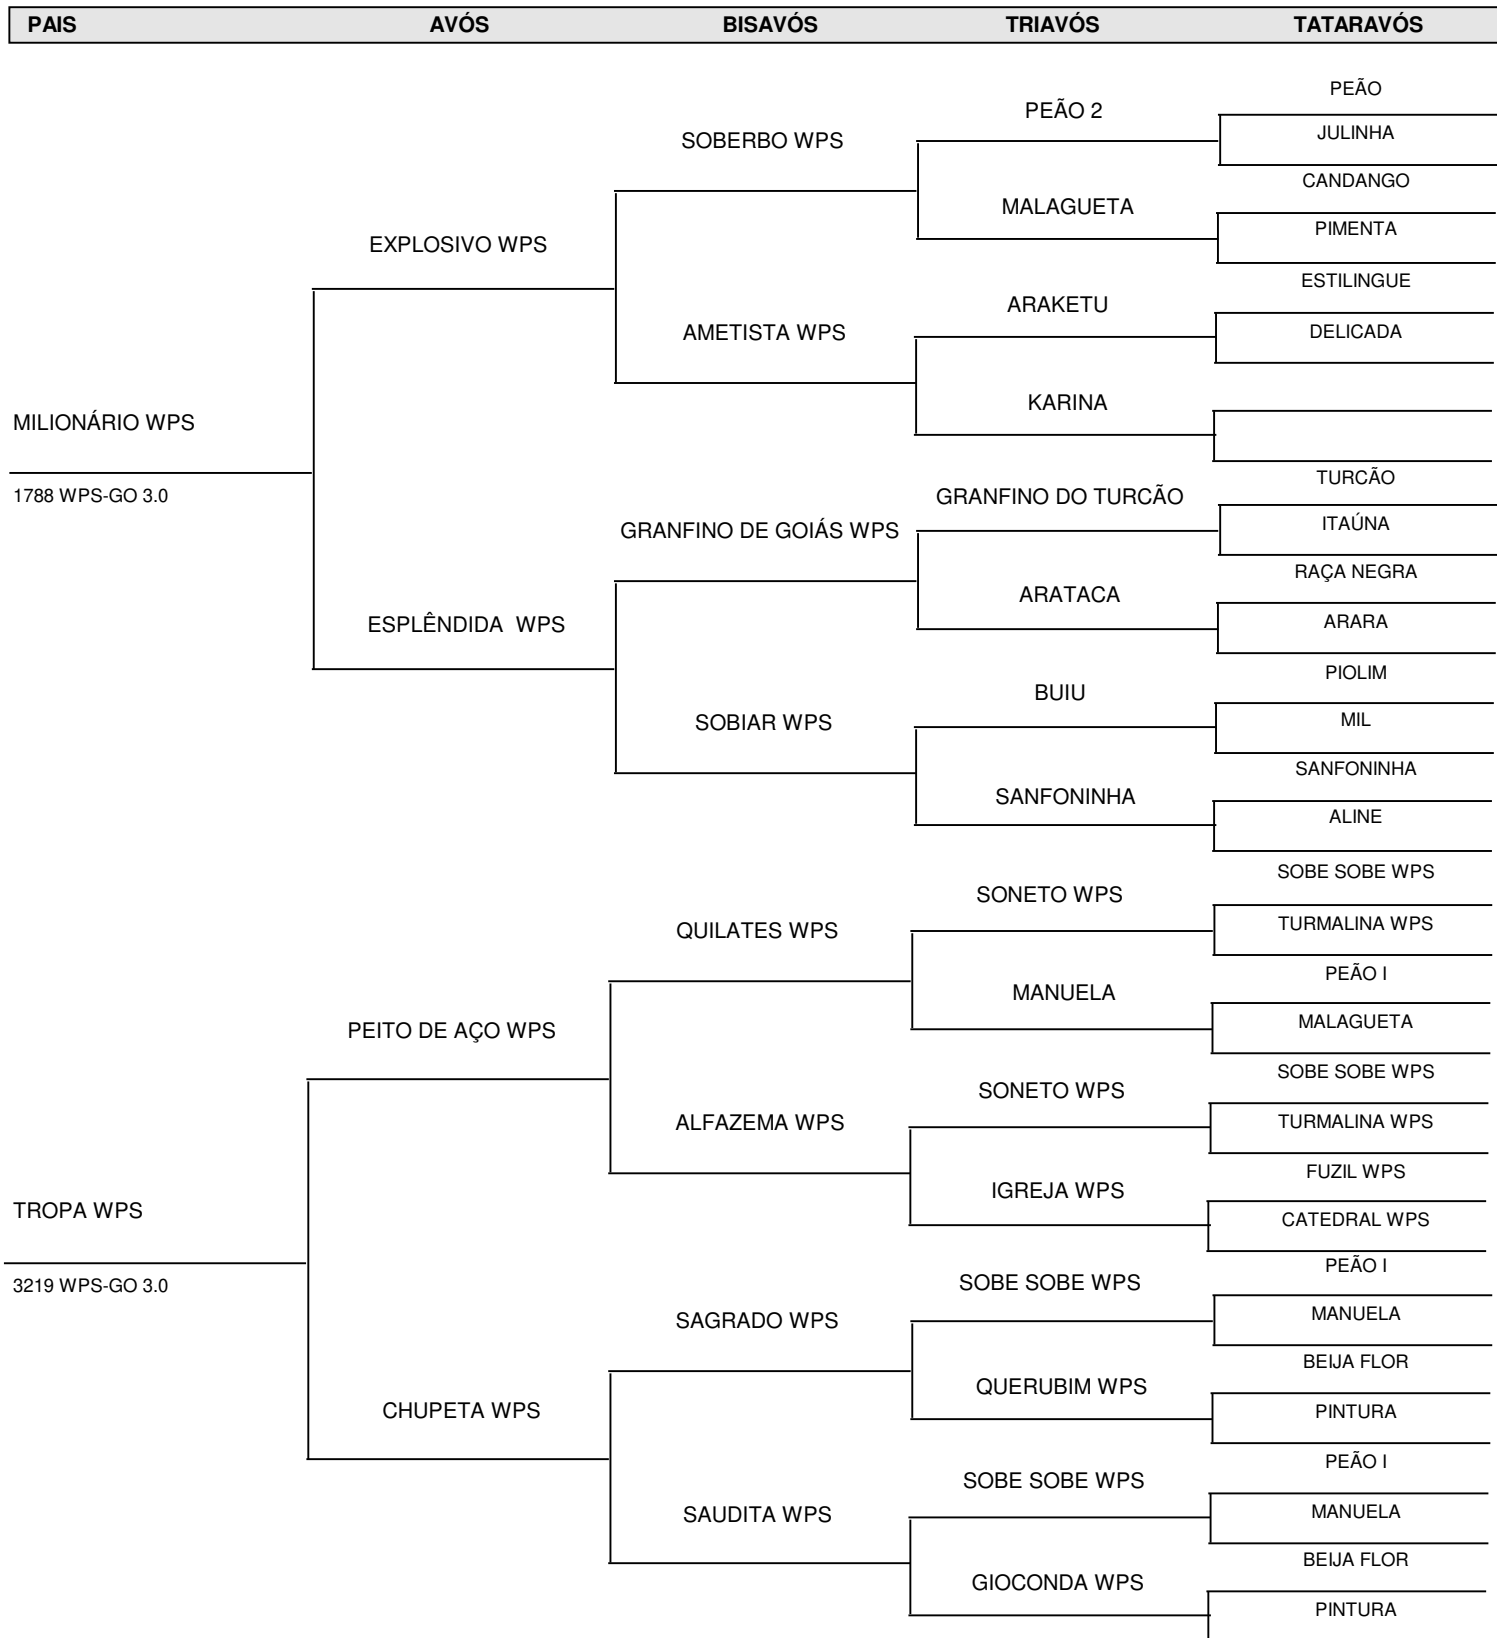 PAIS AVÓS BISAVÓS TRIAVÓS TATARAVÓS
PEÃO
PEÃO 2
JULINHA
SOBERBO WPS
CANDANGO
MALAGUETA
PIMENTA
EXPLOSIVO WPS
ESTILINGUE
ARAKETU
DELICADA
AMETISTA WPS
KARINA
MILIONÁRIO WPS
1788 WPS-GO 3.0
TURCÃO
GRANFINO DO TURCÃO
ITAÚNA
GRANFINO DE GOIÁS WPS
RAÇA NEGRA
ARATACA
ARARA
ESPLÊNDIDA WPS
PIOLIM
BUIU
MIL
SOBIAR WPS
SANFONINHA
SANFONINHA
ALINE
SOBE SOBE WPS
SONETO WPS
TURMALINA WPS
QUILATES WPS
PEÃO I
MANUELA
MALAGUETA
PEITO DE AÇO WPS
SOBE SOBE WPS
SONETO WPS
TURMALINA WPS
ALFAZEMA WPS
FUZIL WPS
IGREJA WPS
CATEDRAL WPS
TROPA WPS
3219 WPS-GO 3.0
PEÃO I
SOBE SOBE WPS
MANUELA
SAGRADO WPS
BEIJA FLOR
QUERUBIM WPS
PINTURA
CHUPETA WPS
PEÃO I
SOBE SOBE WPS
MANUELA
SAUDITA WPS
BEIJA FLOR
GIOCONDA WPS
PINTURA